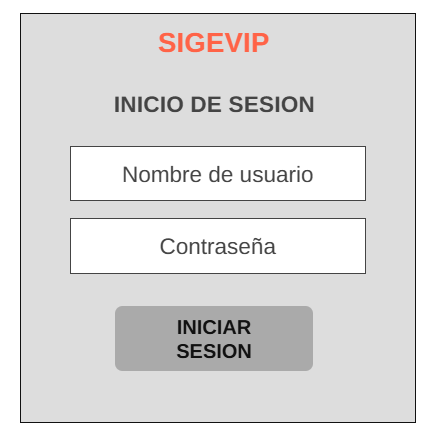 SIGEVIP
INICIO DE SESION
Nombre de usuario
Contraseña
INICIAR
SESION